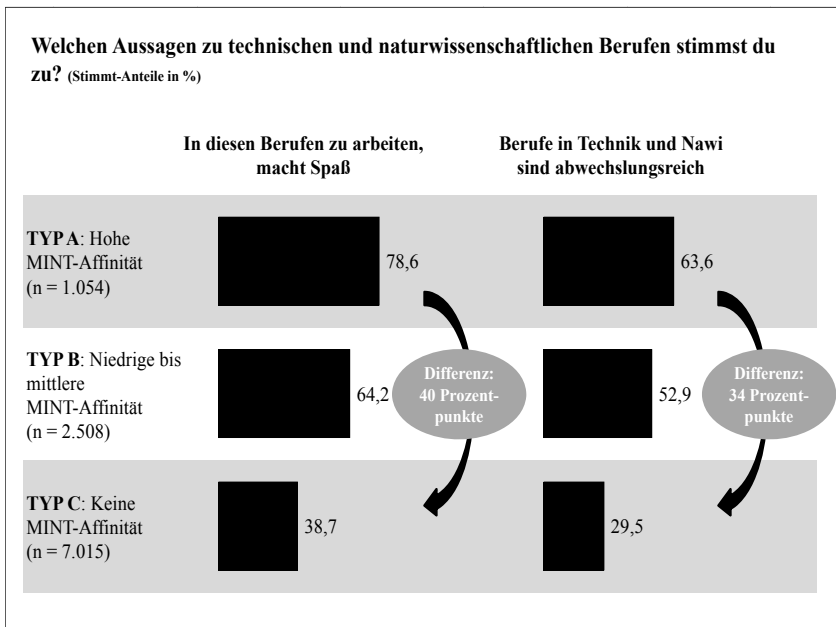 Welchen Aussagen zu technischen und naturwissenschaftlichen Berufen stimmst du
zu? (Stimmt-Anteile in %)
In diesen Berufen zu arbeiten,
macht Spaß
Berufe in Technik und Nawi
sind abwechslungsreich
TYP A: Hohe
MINT-Affinität
(n = 1.054)
78,6
63,6
TYP B: Niedrige bis
mittlere
MINT-Affinität
(n = 2.508)
64,2
Differenz:
40 Prozent-
punkte
52,9
Differenz:
34 Prozent-
punkte
TYP C: Keine
MINT-Affinität
(n = 7.015)
38,7
29,5